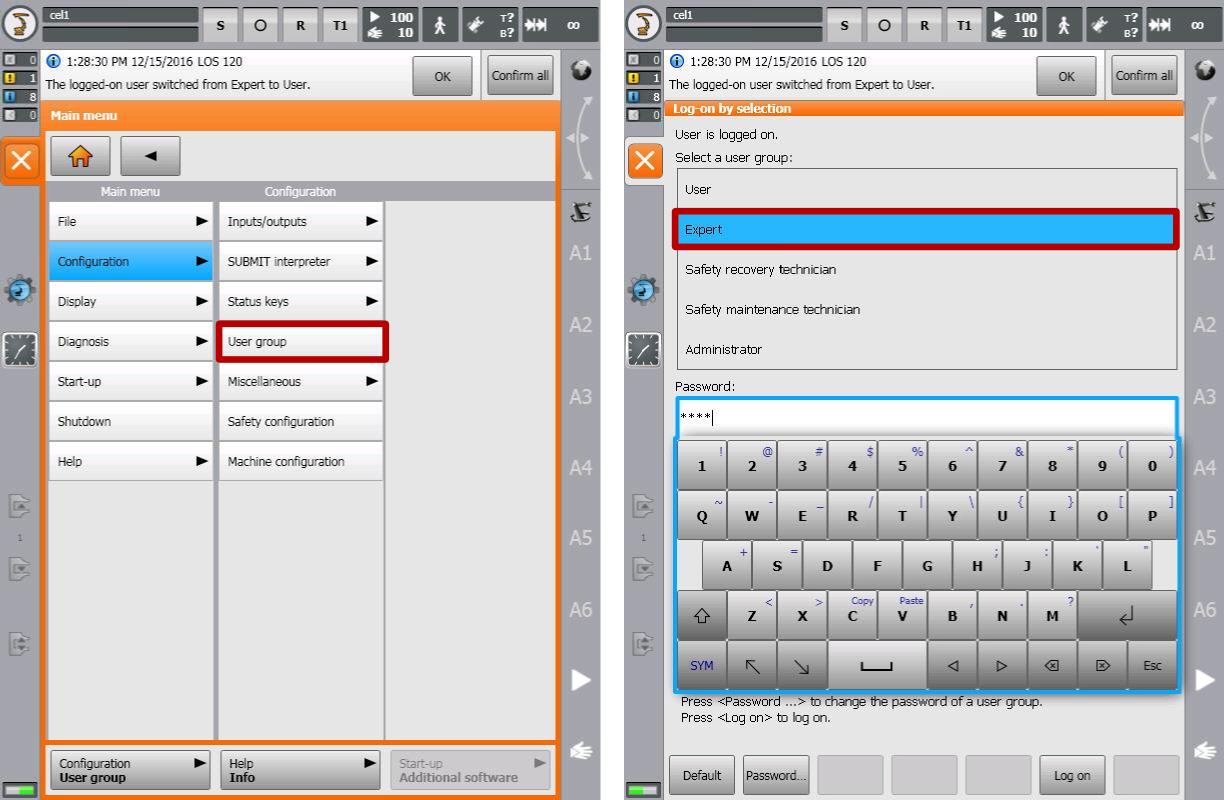 cel1
S O R T1 100 10 T? B? ∞
0
1:28:30 PM 12/15/2016 LOS 120
1
The logged-on user switched from Expert to User.
OK
Confirm all
8
0
Main menu
Main menu Configuration
File Inputs/outputs
Configuration SUBMIT interpreter
Display Status keys
Diagnosis User group
Start-up Miscellaneous
Shutdown Safety configuration
Help Machine configuration
A1
A2
A3
A4
A5
A6
1
Configuration
User group
Help
Info
Start-up
Additional software
cel1
S O R T1 100 10 T? B? ∞
0
1:28:30 PM 12/15/2016 LOS 120
1
The logged-on user switched from Expert to User.
OK
Confirm all
8
0
Log-on by selection
User is logged on.
Select a user group:
User
Expert
Safety recovery technician
Safety maintenance technician
Administrator
Password:
****
1 ! 2 @ 3 # 4 $ 5 % 6 ^ 7 & 8 * 9 ( 0 )
Q ~ W - E _ R / T | Y \ U { I } O [ P ]
A + S = D F G H ; J : K ' L "
Z < X > C Copy V Paste B , N . M ?
SYM Esc
Press <Password ...> to change the password of a user group.
Press <Log on> to log on.
Default Password... Log on
A1
A2
A3
A4
A5
A6
1